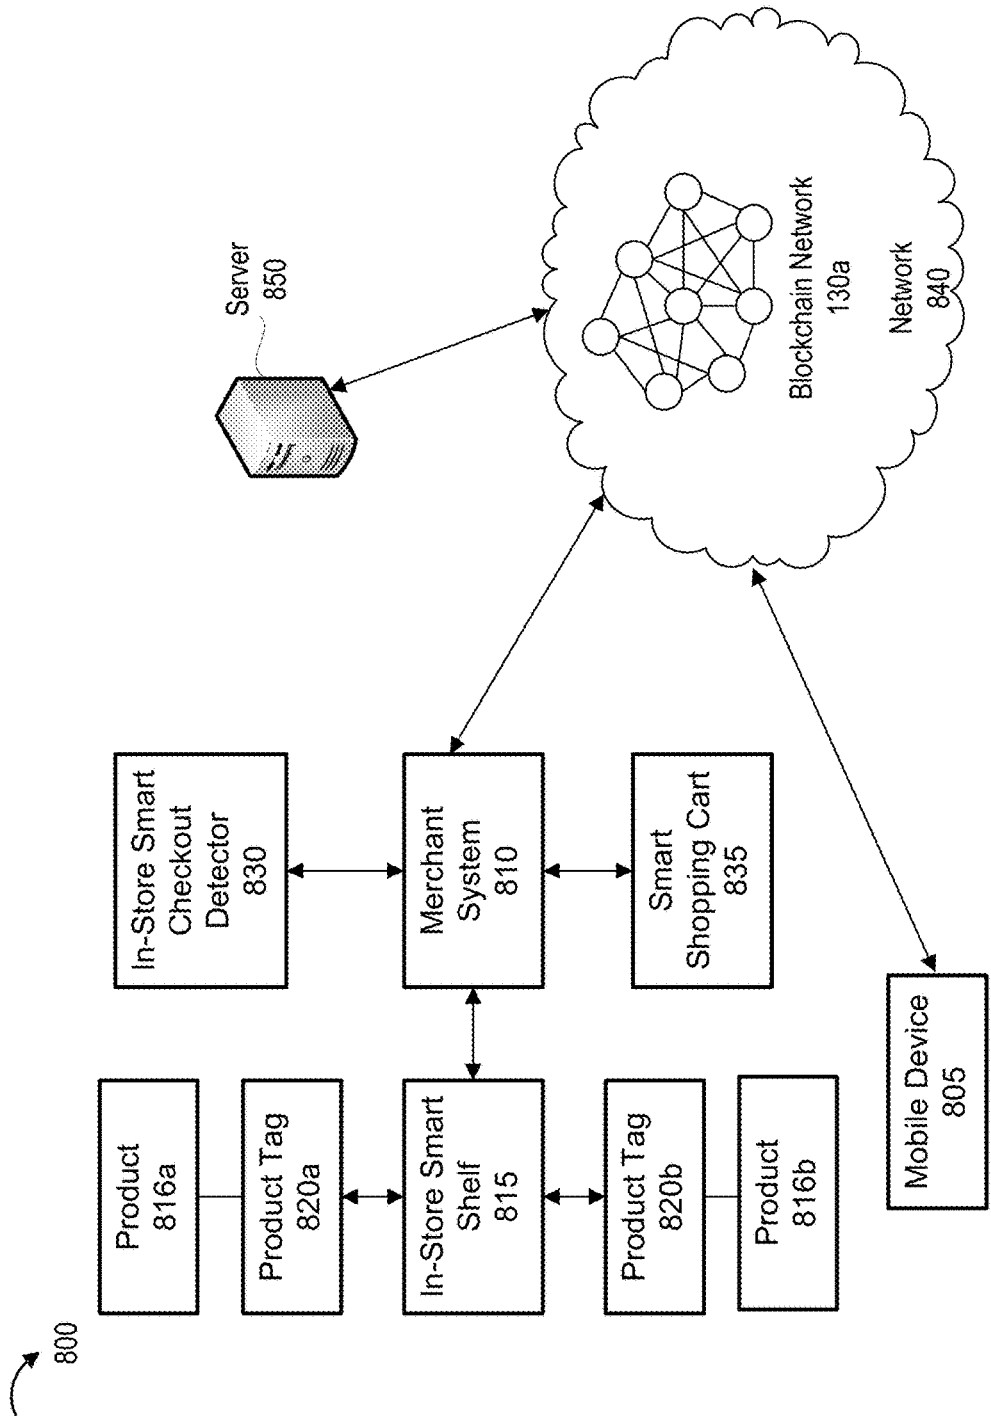 800
Product
816a
Product Tag
820a
In-Store Smart
Shelf
815
Product Tag
820b
Product
816b
In-Store Smart
Checkout
Detector
830
Merchant
System
810
Smart
Shopping Cart
835
Mobile Device
805
Server
850
Blockchain Network
130a
Network
840